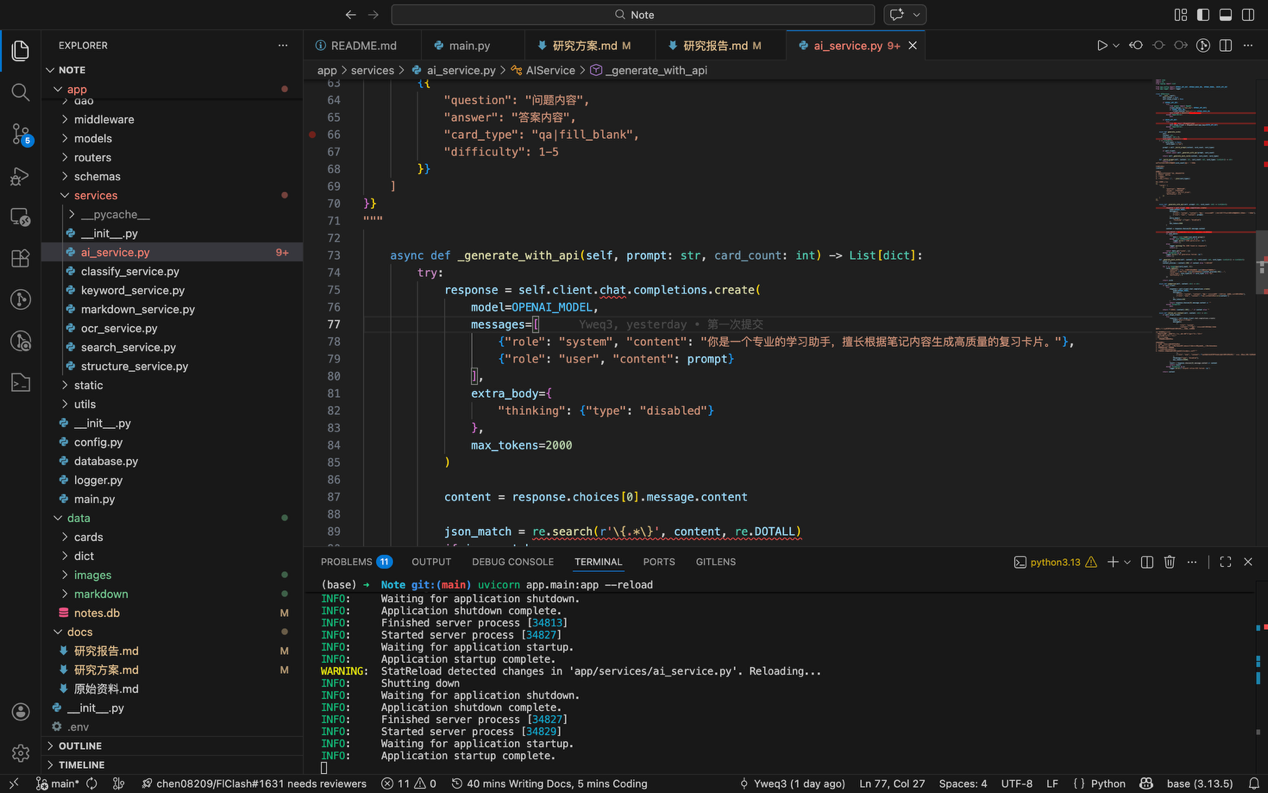 Note
EXPLORER
NOTE
app
dao
middleware
models
routers
schemas
services
__pycache__
__init__.py
ai_service.py 9+
classify_service.py
keyword_service.py
markdown_service.py
ocr_service.py
search_service.py
structure_service.py
static
utils
__init__.py
config.py
database.py
logger.py
main.py
data
cards
dict
images
markdown
notes.db M
docs
研究报告.md M
研究方案.md M
原始资料.md
__init__.py
.env
OUTLINE
TIMELINE
5
README.md main.py 研究方案.md M 研究报告.md M ai_service.py 9+
app > services > ai_service.py > AIService > _generate_with_api
63 {{
64 "question": "问题内容",
65 "answer": "答案内容",
66 "card_type": "qa|fill_blank",
67 "difficulty": 1-5
68 }}
69 ]
70 }}
71 """
72
73 async def _generate_with_api(self, prompt: str, card_count: int) -> List[dict]:
74 try:
75 response = self.client.chat.completions.create(
76 model=OPENAI_MODEL,
77 messages=[ Yweq3, yesterday • 第一次提交
78 {"role": "system", "content": "你是一个专业的学习助手，擅长根据笔记内容生成高质量的复习卡片。"},
79 {"role": "user", "content": prompt}
80 ],
81 extra_body={
82 "thinking": {"type": "disabled"}
83 },
84 max_tokens=2000
85 )
86
87 content = response.choices[0].message.content
88
89 json_match = re.search(r'\{.*\}', content, re.DOTALL)
PROBLEMS 11 OUTPUT DEBUG CONSOLE TERMINAL PORTS GITLENS python3.13
(base) → Note git:(main) uvicorn app.main:app --reload
INFO: Waiting for application shutdown.
INFO: Application shutdown complete.
INFO: Finished server process [34813]
INFO: Started server process [34827]
INFO: Waiting for application startup.
INFO: Application startup complete.
WARNING: StatReload detected changes in 'app/services/ai_service.py'. Reloading...
INFO: Shutting down
INFO: Waiting for application shutdown.
INFO: Application shutdown complete.
INFO: Finished server process [34827]
INFO: Started server process [34829]
INFO: Waiting for application startup.
INFO: Application startup complete.
main* chen08209/FlClash#1631 needs reviewers 11 0 40 mins Writing Docs, 5 mins Coding Yweq3 (1 day ago) Ln 77, Col 27 Spaces: 4 UTF-8 LF { } Python base (3.13.5)